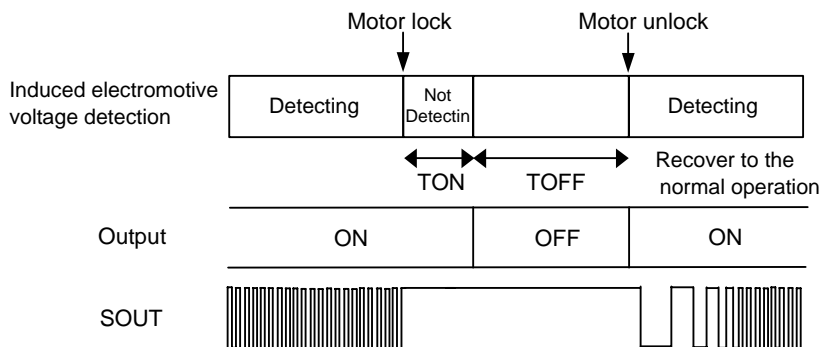 Motor lock
Motor unlock
Induced electromotive
voltage detection
Detecting
Not
Detectin
Detecting
TON
TOFF
Recover to the
normal operation
Output
ON
OFF
ON
SOUT